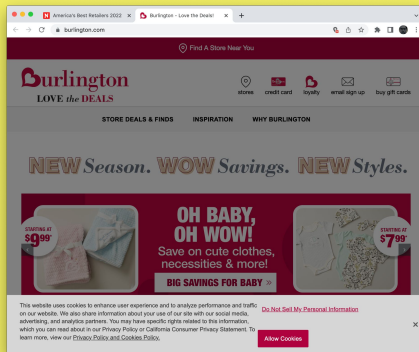 America's Best Retailers 2022
Burlington - Love the Deals!
burlington.com
Find A Store Near You
Burlington
LOVE the DEALS
stores
credit card
loyalty
email sign up
buy gift cards
STORE DEALS & FINDS
INSPIRATION
WHY BURLINGTON
NEW Season. WOW Savings. NEW Styles.
STARTING AT
$9.99*
OH BABY,
OH WOW!
Save on cute clothes,
necessities & more!
BIG SAVINGS FOR BABY »
STARTING AT
$7.99*
This website uses cookies to enhance user experience and to analyze performance and traffic
on our website. We also share information about your use of our site with our social media,
advertising, and analytics partners. You may have specific rights related to this information,
which you can read about in our Privacy Policy or California Consumer Privacy Statement. To
learn more, view our Privacy Policy and Cookies Policy.
Do Not Sell My Personal Information
Allow Cookies